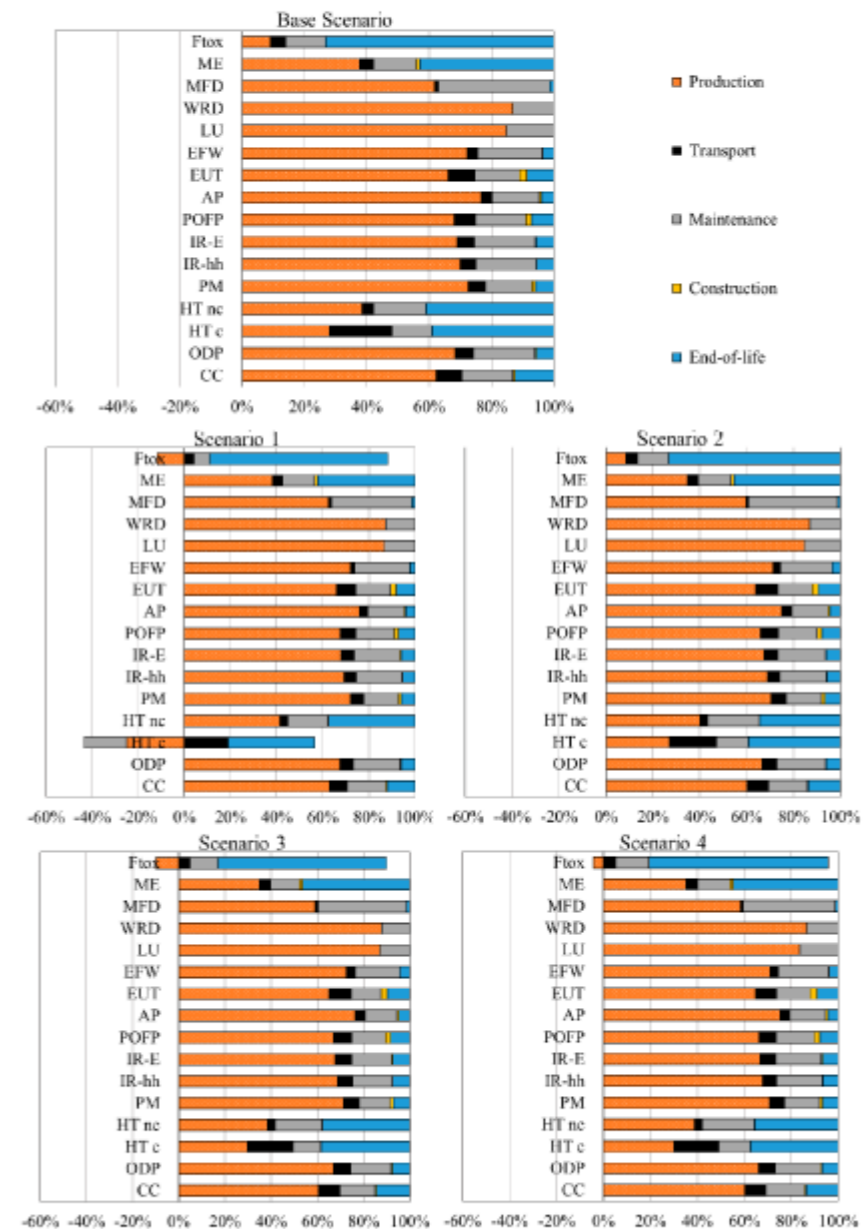 Base Scenario
Ftox
ME
MFD
WRD
LU
EFW
EUT
AP
POFP
IR-E
IR-hh
PM
HT nc
HT c
ODP
CC
-60% -40% -20% 0% 20% 40% 60% 80% 100%
Production
Transport
Maintenance
Construction
End-of-life
Scenario 1
Ftox
ME
MFD
WRD
LU
EFW
EUT
AP
POFP
IR-E
IR-hh
PM
HT nc
HT c
ODP
CC
-60% -40% -20% 0% 20% 40% 60% 80% 100%
Scenario 2
Ftox
ME
MFD
WRD
LU
EFW
EUT
AP
POFP
IR-E
IR-hh
PM
HT nc
HT c
ODP
CC
-60% -40% -20% 0% 20% 40% 60% 80% 100%
Scenario 3
Ftox
ME
MFD
WRD
LU
EFW
EUT
AP
POFP
IR-E
IR-hh
PM
HT nc
HT c
ODP
CC
-60% -40% -20% 0% 20% 40% 60% 80% 100%
Scenario 4
Ftox
ME
MFD
WRD
LU
EFW
EUT
AP
POFP
IR-E
IR-hh
PM
HT nc
HT c
ODP
CC
-60% -40% -20% 0% 20% 40% 60% 80% 100%